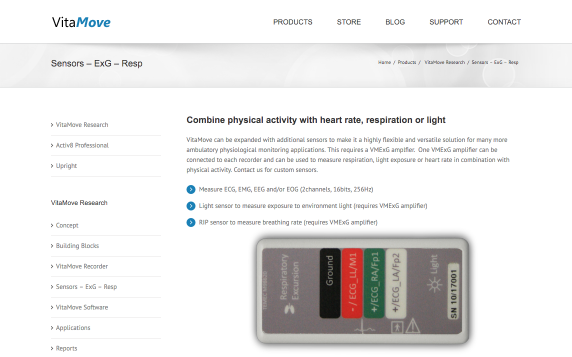 VitaMove
PRODUCTS STORE BLOG SUPPORT CONTACT
Sensors – ExG – Resp
Home / Products / VitaMove Research / Sensors – ExG – Resp
VitaMove Research
Activ8 Professional
Upright
VitaMove Research
Concept
Building Blocks
VitaMove Recorder
Sensors – ExG – Resp
VitaMove Software
Applications
Reports
Combine physical activity with heart rate, respiration or light
VitaMove can be expanded with additional sensors to make it a highly flexible and versatile solution for many more
ambulatory physiological monitoring applications. This requires a VMExG amplifier. One VMExG amplifier can be
connected to each recorder and can be used to measure respiration, light exposure or heart rate in combination with
physical activity. Contact us for custom sensors.
Measure ECG, EMG, EEG and/or EOG (2channels, 16bits, 256Hz)
Light sensor to measure exposure to environment light (requires VMExG amplifier)
RIP sensor to measure breathing rate (requires VMExG amplifier)
Respiratory
Excursion
Ground
- / ECG_LL/M1
+/ECG_RA/Fp1
+/ECG_LA/Fp2
Light
SN 10/17001